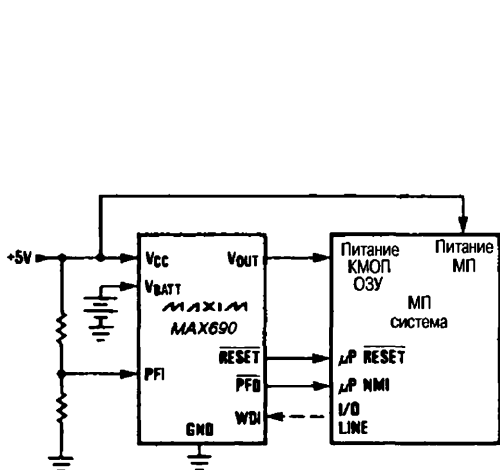 +5V
VCC
VOUT
VBATT
MAXIM
MAX690
RESET
PFI
PFO
WDI
GND
Питание
КМОП
ОЗУ
Питание
МП
МП
система
µP RESET
µP NMI
I/O
LINE